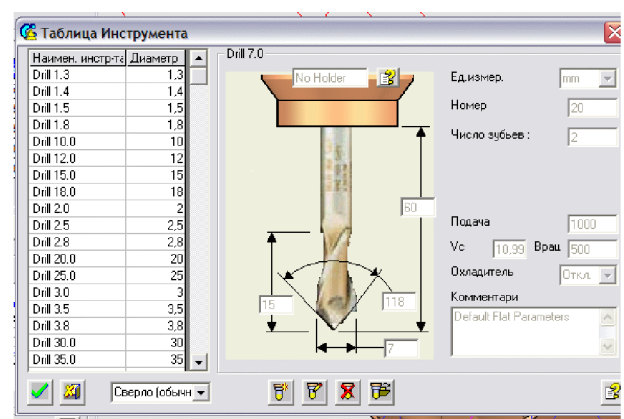 Таблица Инструмента
Наимен. инстр-та Диаметр
Drill 1.3 1,3
Drill 1.4 1,4
Drill 1.5 1,5
Drill 1.8 1,8
Drill 10.0 10
Drill 12.0 12
Drill 15.0 15
Drill 18.0 18
Drill 2.0 2
Drill 2.5 2,5
Drill 2.8 2,8
Drill 20.0 20
Drill 25.0 25
Drill 3.0 3
Drill 3.5 3,5
Drill 3.8 3,8
Drill 30.0 30
Drill 35.0 35
Сверло (обычн
Drill 7.0
No Holder
60
15
118
7
Ед.измер. mm
Номер 20
Число зубьев : 2
Подача 1000
Vc 10,99 Вращ 500
Охладитель Откл.
Комментари
Default Flat Parameters